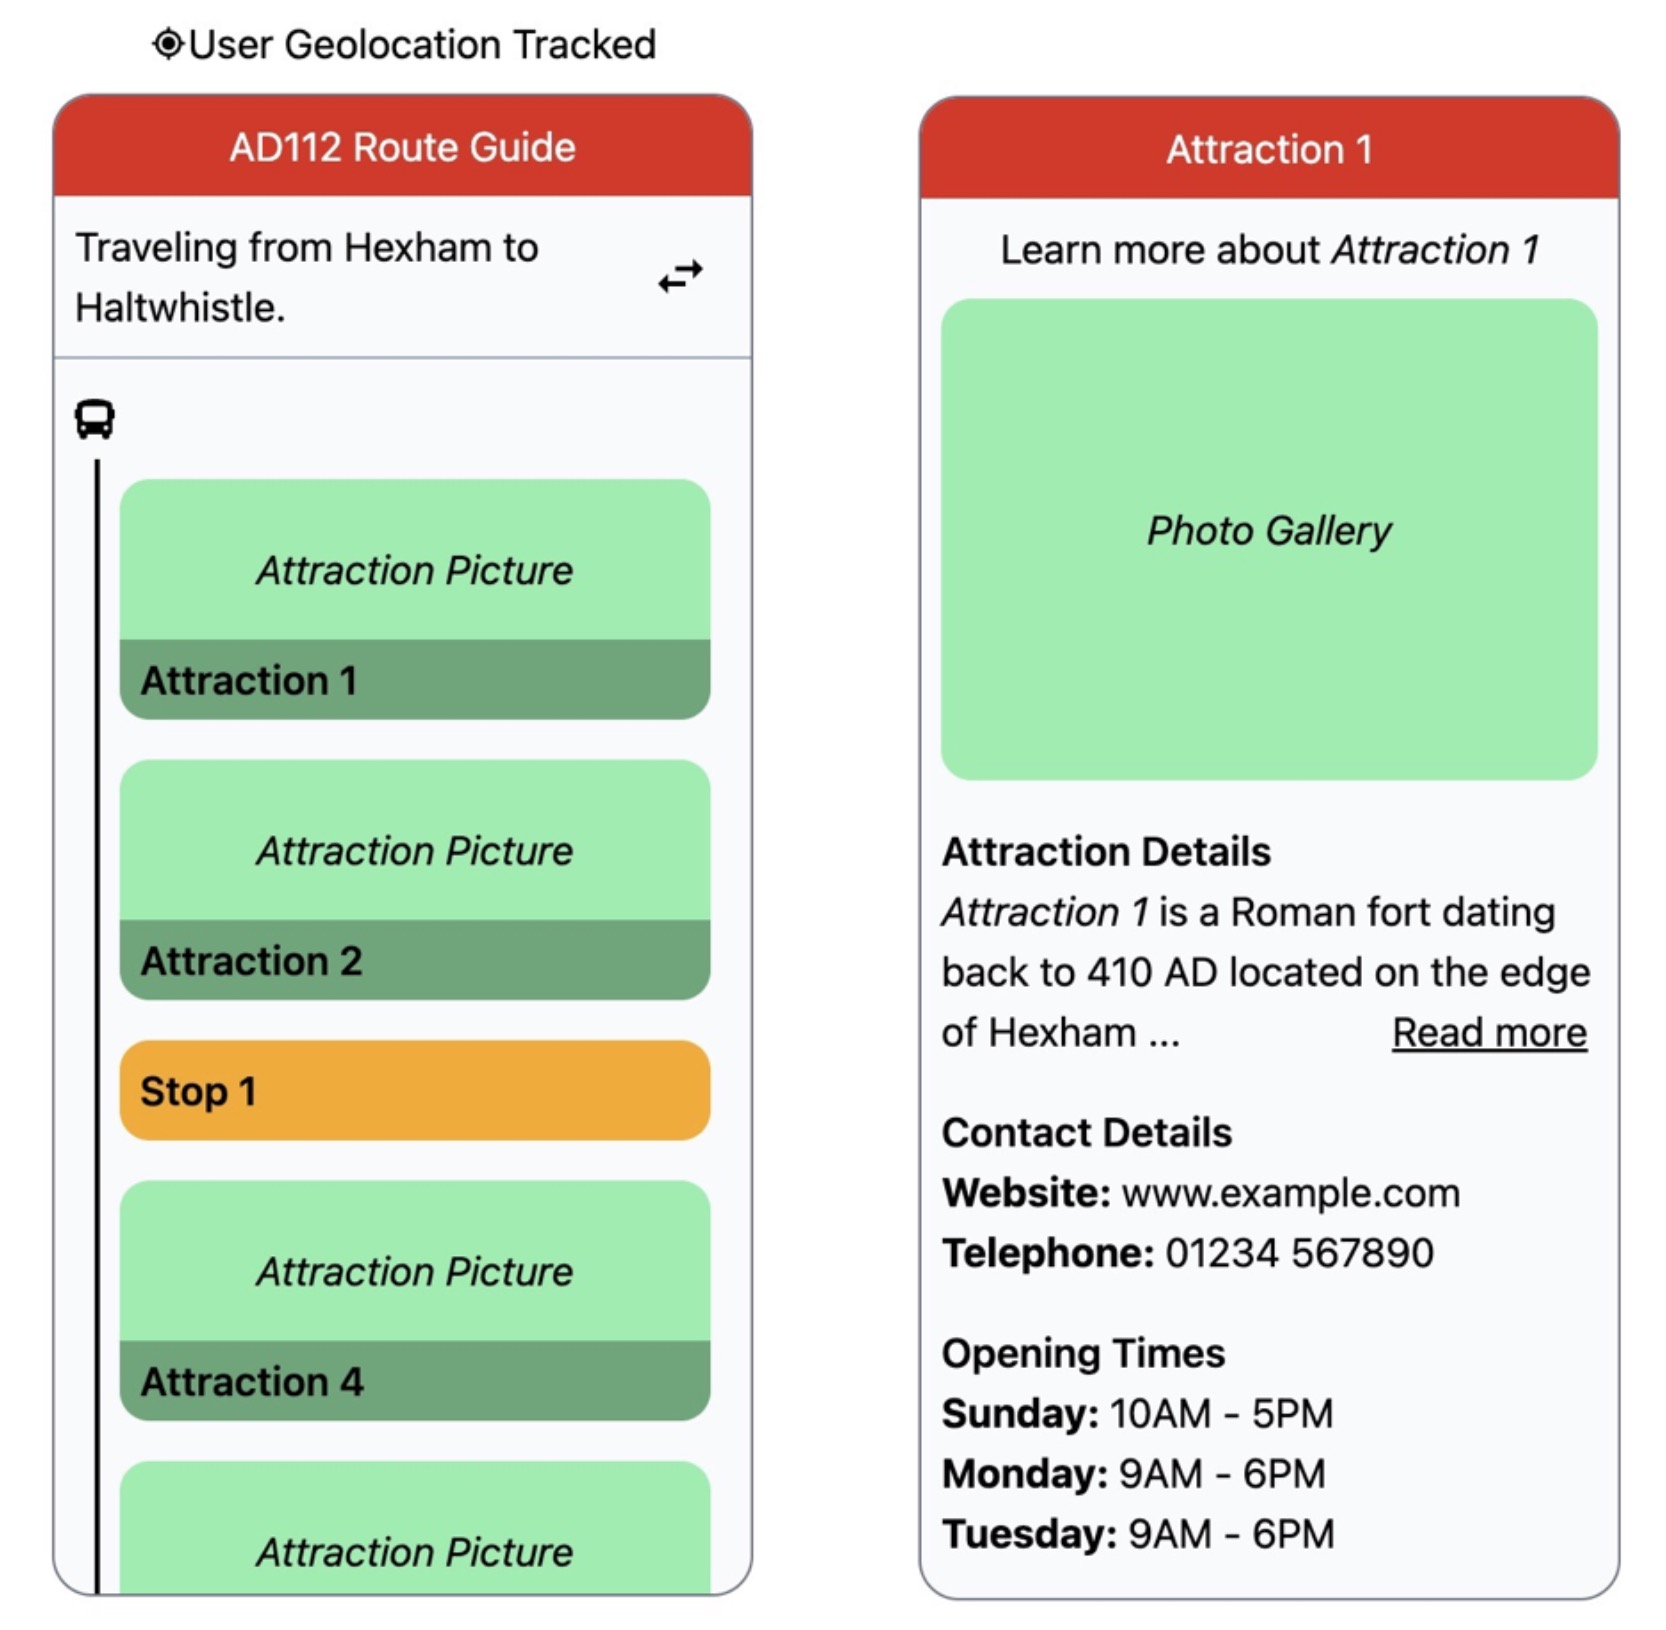 User Geolocation Tracked
AD112 Route Guide
Traveling from Hexham to
Haltwhistle.
Attraction Picture
Attraction 1
Attraction Picture
Attraction 2
Stop 1
Attraction Picture
Attraction 4
Attraction Picture
Attraction 1
Learn more about Attraction 1
Photo Gallery
Attraction Details
Attraction 1 is a Roman fort dating
back to 410 AD located on the edge
of Hexham ... Read more
Contact Details
Website: www.example.com
Telephone: 01234 567890
Opening Times
Sunday: 10AM - 5PM
Monday: 9AM - 6PM
Tuesday: 9AM - 6PM